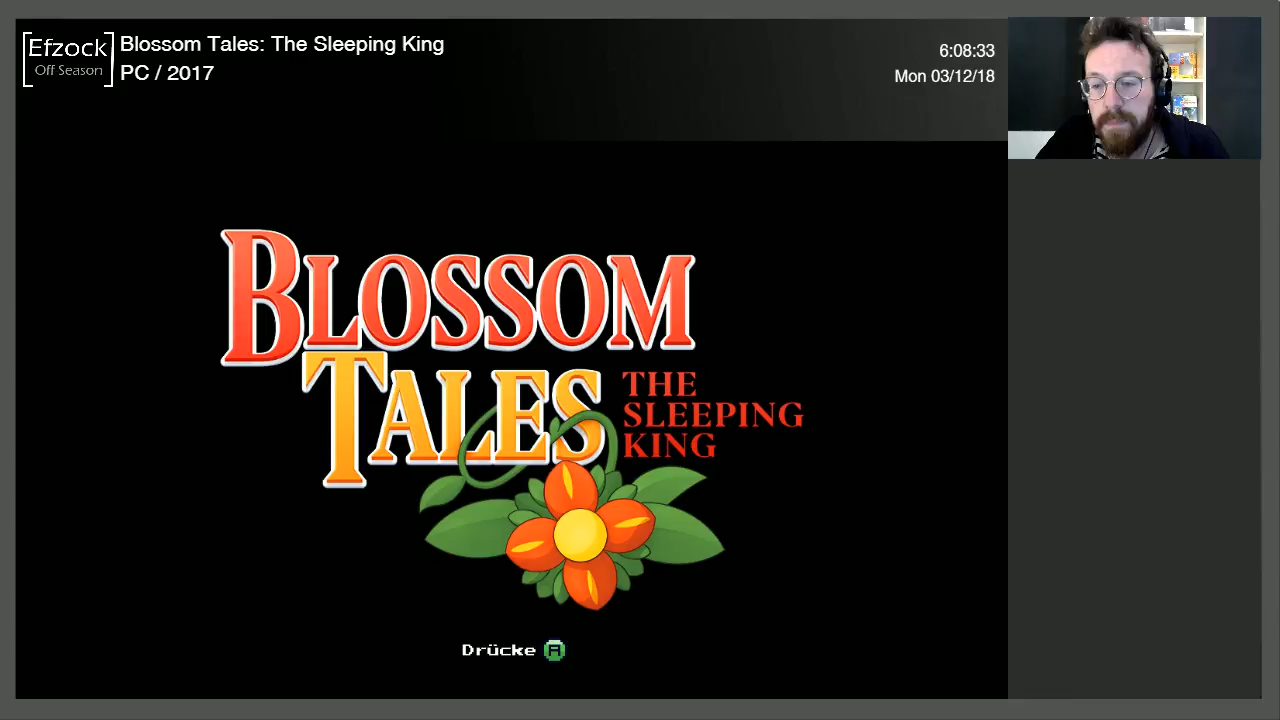 Efzock
Off Season
Blossom Tales: The Sleeping King
PC / 2017
6:08:33
Mon 03/12/18
BLOSSOM
TALES
THE
SLEEPING
KING
Drücke A